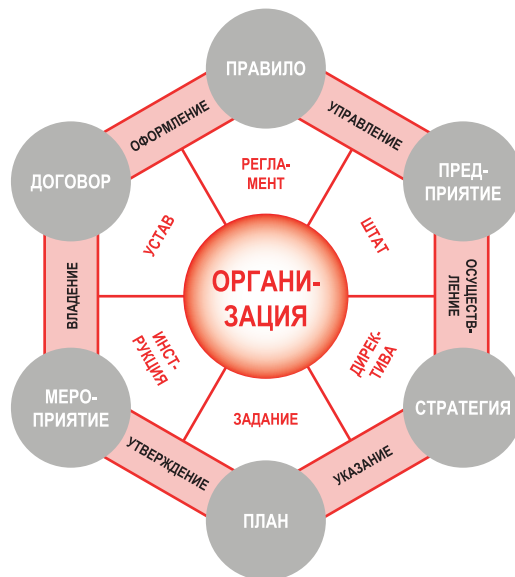 ПРАВИЛО
ОФОРМЛЕНИЕ
УПРАВЛЕНИЕ
ДОГОВОР
РЕГЛА-
МЕНТ
ПРЕД-
ПРИЯТИЕ
УСТАВ
ШТАТ
ВЛАДЕНИЕ
ОРГАНИ-
ЗАЦИЯ
ОСУЩЕСТВ-
ЛЕНИЕ
ИНСТ-
РУКЦИЯ
ДИРЕК-
ТИВА
МЕРО-
ПРИЯТИЕ
ЗАДАНИЕ
СТРАТЕГИЯ
УТВЕРЖДЕНИЕ
УКАЗАНИЕ
ПЛАН